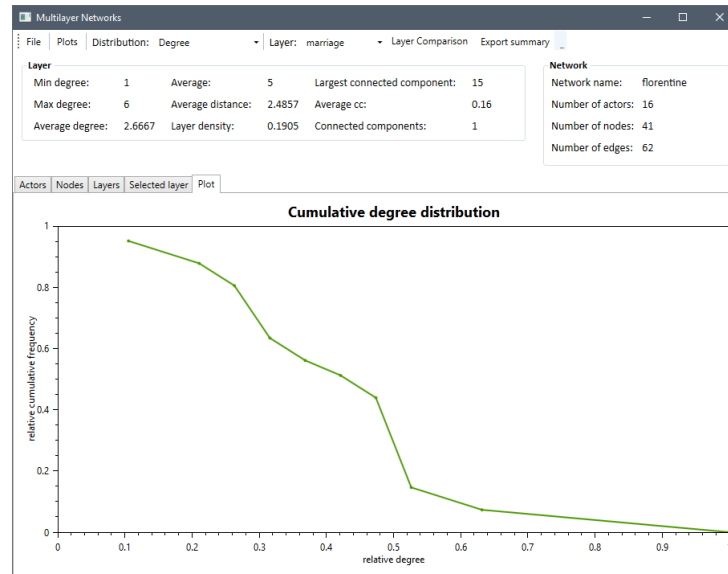 Multilayer Networks
File Plots Distribution: Degree Layer: marriage Layer Comparison Export summary
Layer
Min degree: 1 Average: 5 Largest connected component: 15
Max degree: 6 Average distance: 2.4857 Average cc: 0.16
Average degree: 2.6667 Layer density: 0.1905 Connected components: 1
Network
Network name: florentine
Number of actors: 16
Number of nodes: 41
Number of edges: 62
Actors Nodes Layers Selected layer Plot
Cumulative degree distribution
relative cumulative frequency
1
0.8
0.6
0.4
0.2
0
0 0.1 0.2 0.3 0.4 0.5 0.6 0.7 0.8 0.9
relative degree